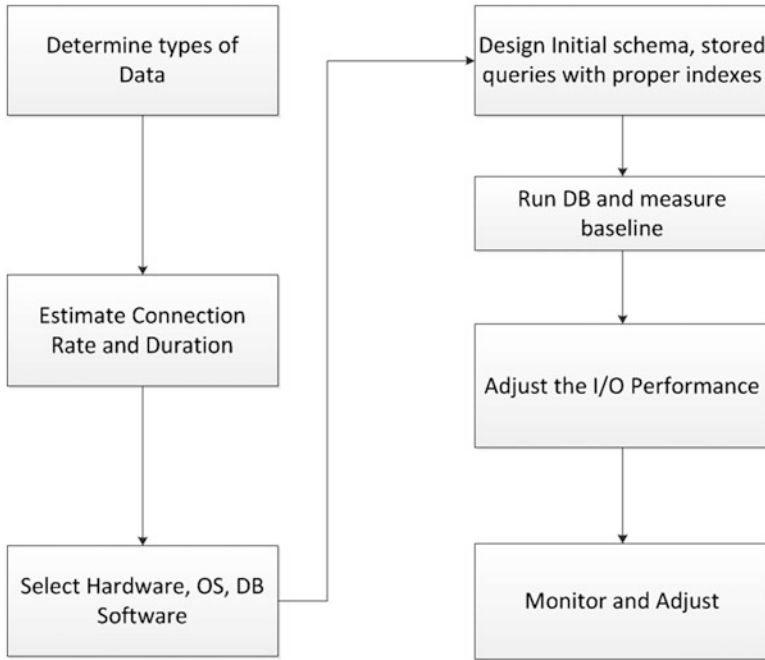 Determine types of
Data
Estimate Connection
Rate and Duration
Select Hardware, OS, DB
Software
Design Initial schema, stored
queries with proper indexes
Run DB and measure
baseline
Adjust the I/O Performance
Monitor and Adjust